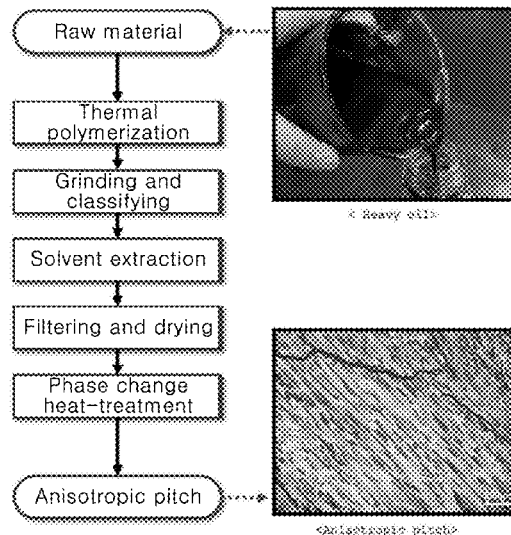 Raw material
Thermal
polymerization
Grinding and
classifying
Solvent extraction
Filtering and drying
Phase change
heat-treatment
Anisotropic pitch
< Heavy oil>
<Anisotropic pitch>